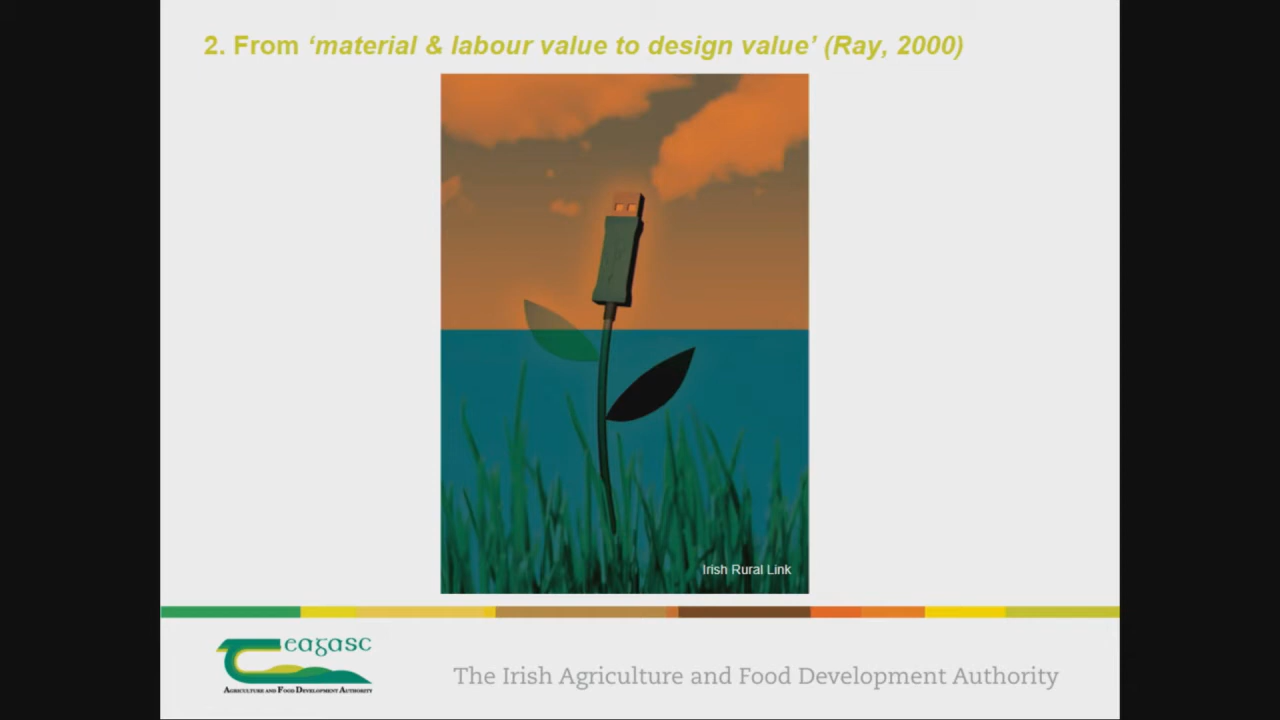 2. From ‘material & labour value to design value’ (Ray, 2000)
Irish Rural Link
Teagasc
AGRICULTURE AND FOOD DEVELOPMENT AUTHORITY
The Irish Agriculture and Food Development Authority